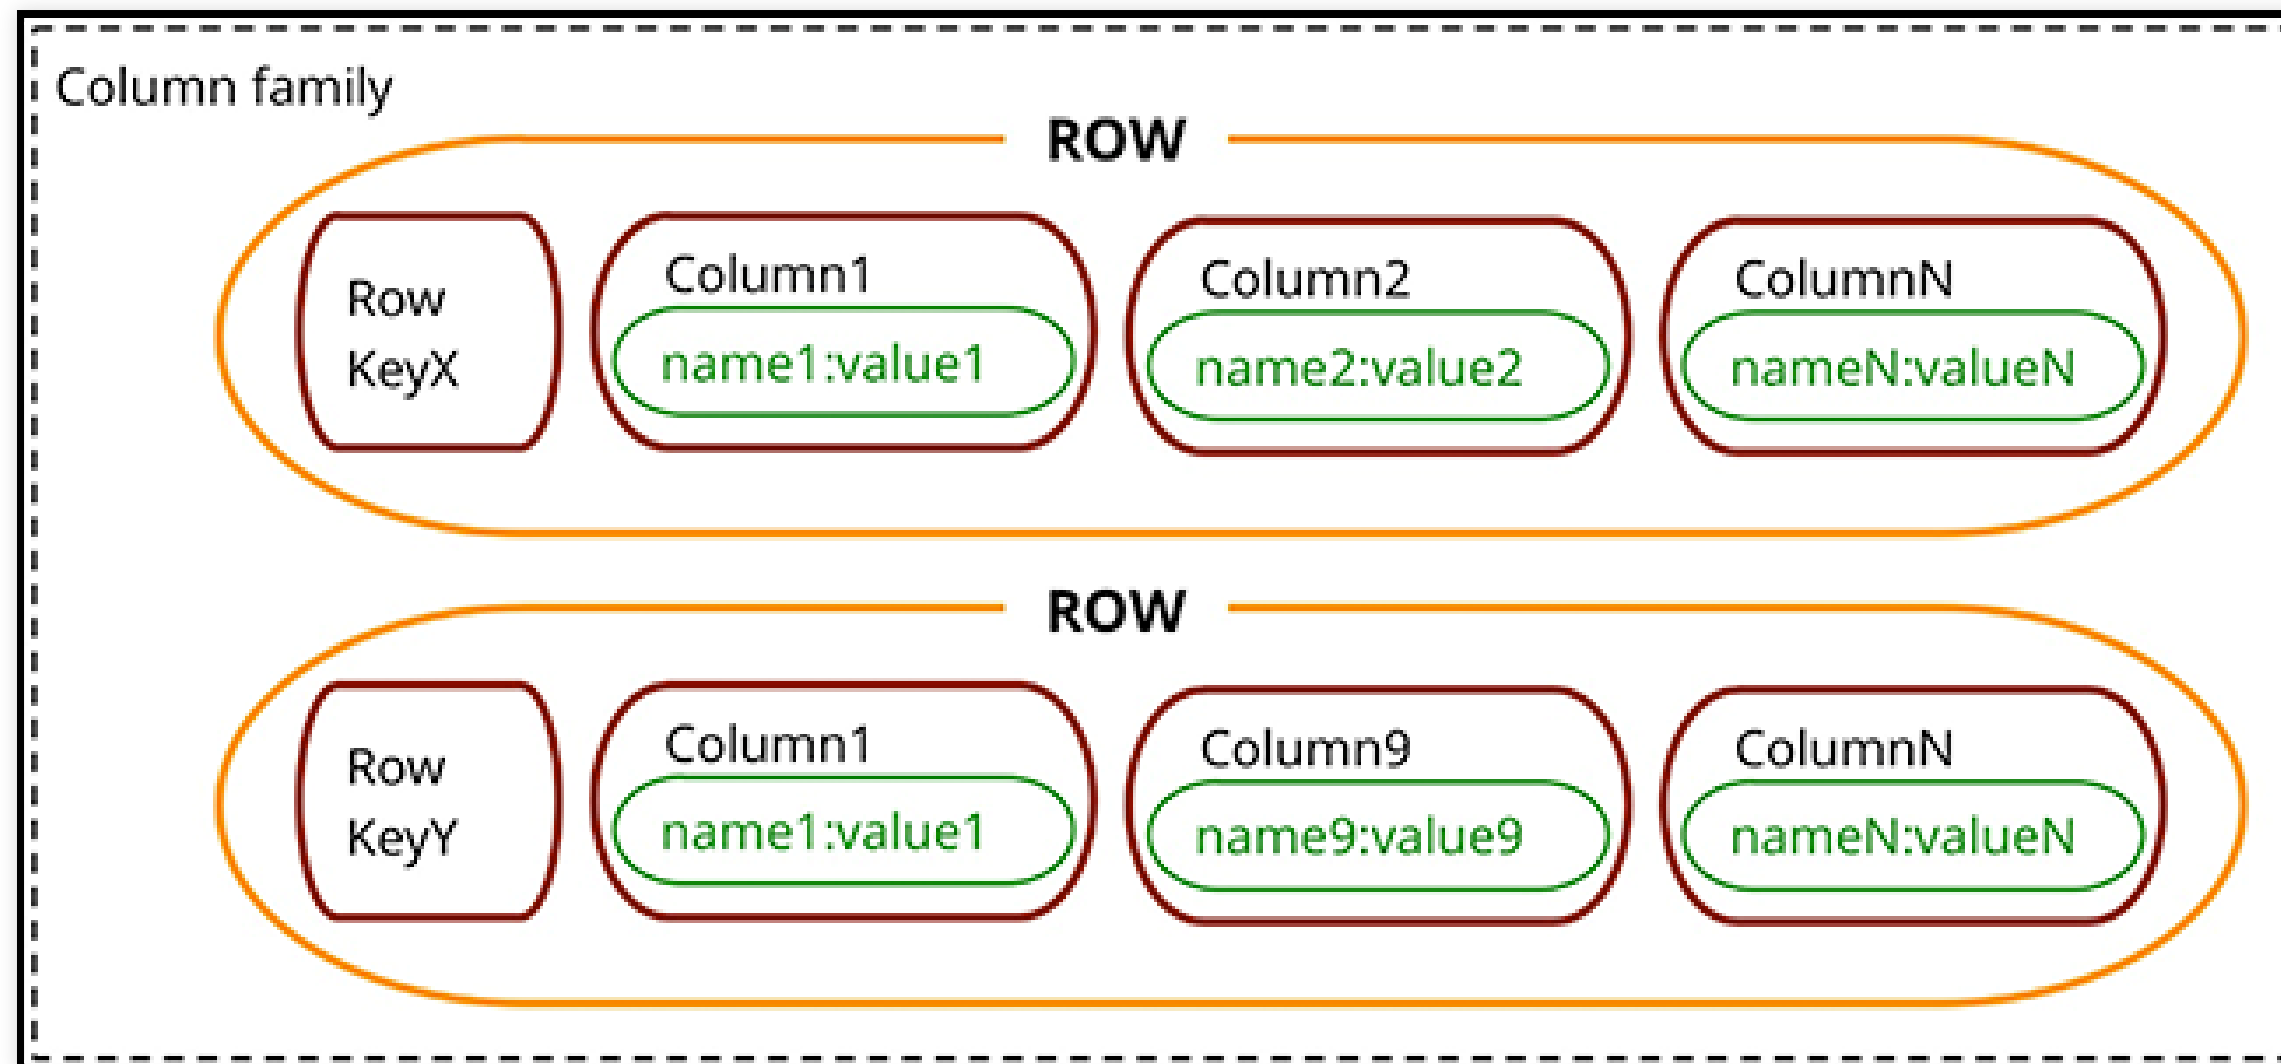 Column family
ROW
Row
KeyX
Column1
name1:value1
Column2
name2:value2
ColumnN
nameN:valueN
ROW
Row
KeyY
Column1
name1:value1
Column9
name9:value9
ColumnN
nameN:valueN